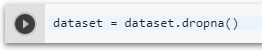 dataset = dataset.dropna()